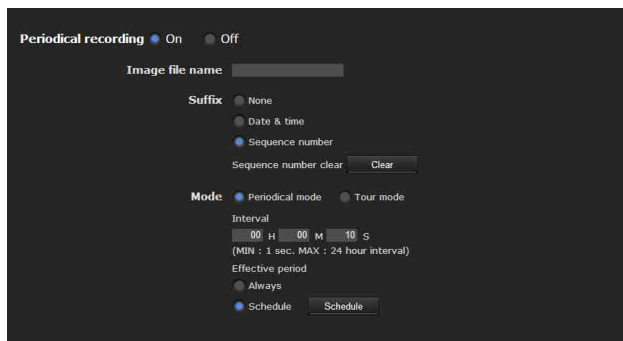 Periodical recording On Off
Image file name
Suffix None
Date & time
Sequence number
Sequence number clear Clear
Mode Periodical mode Tour mode
Interval
00 H 00 M 10 S
(MIN : 1 sec. MAX : 24 hour interval)
Effective period
Always
Schedule Schedule